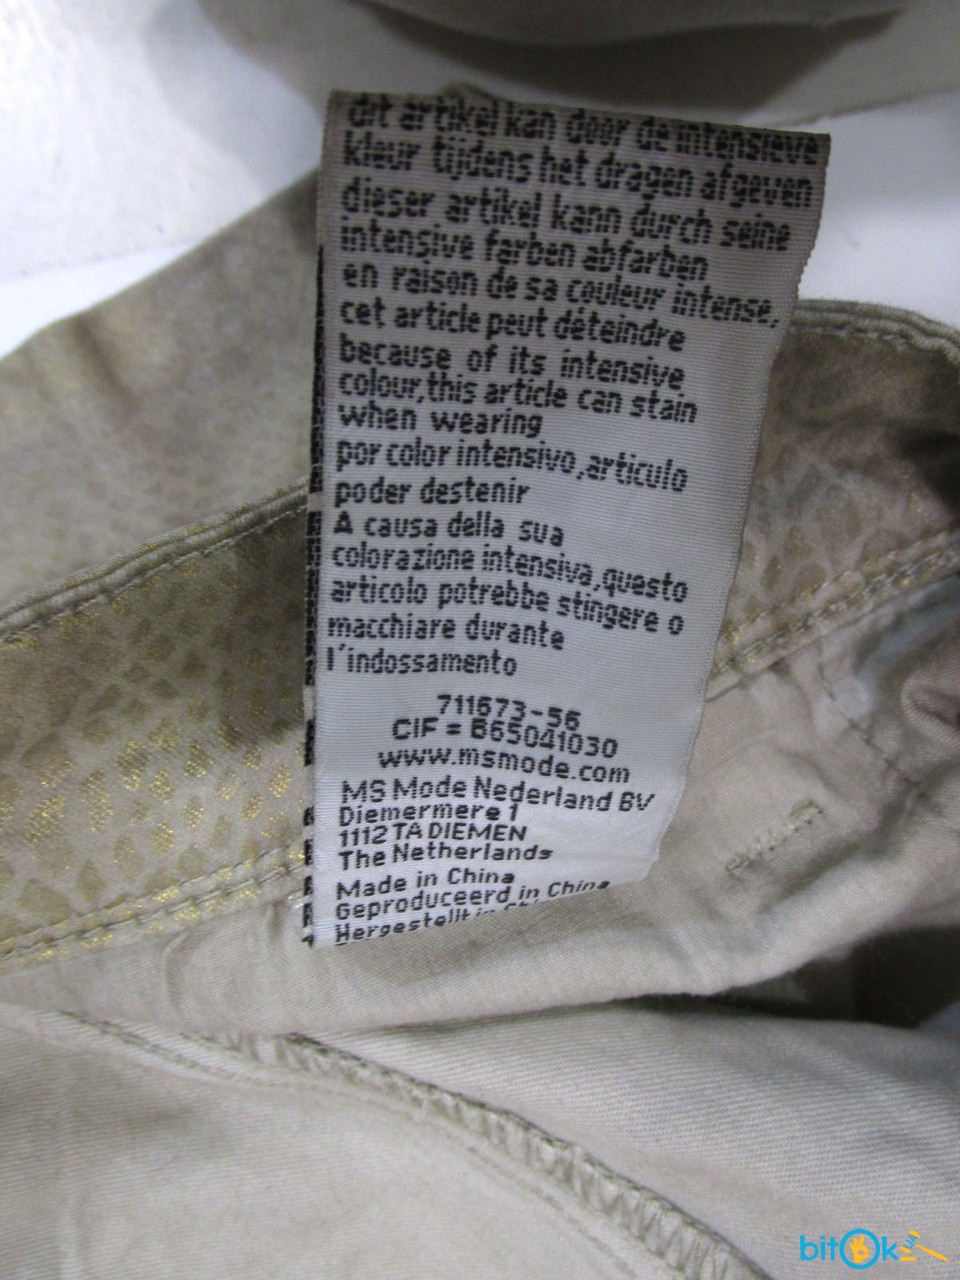 dit artikel kan door de intensieve
kleur tijdens het dragen afgeven
dieser artikel kann durch seine
intensive farben abfarben
en raison de sa couleur intense,
cet article peut déteindre
because of its intensive
colour,this article can stain
when wearing
por color intensivo,articulo
poder destenir
A causa della sua
colorazione intensiva,questo
articolo potrebbe stingere o
macchiare durante
l'indossamento
711673-56
CIF = B65041030
www.msmode.com
MS Mode Nederland BV
Diemermere 1
1112 TA DIEMEN
The Netherlands
Made in China
Geproduceerd in China
Hergestellt in
bitOk